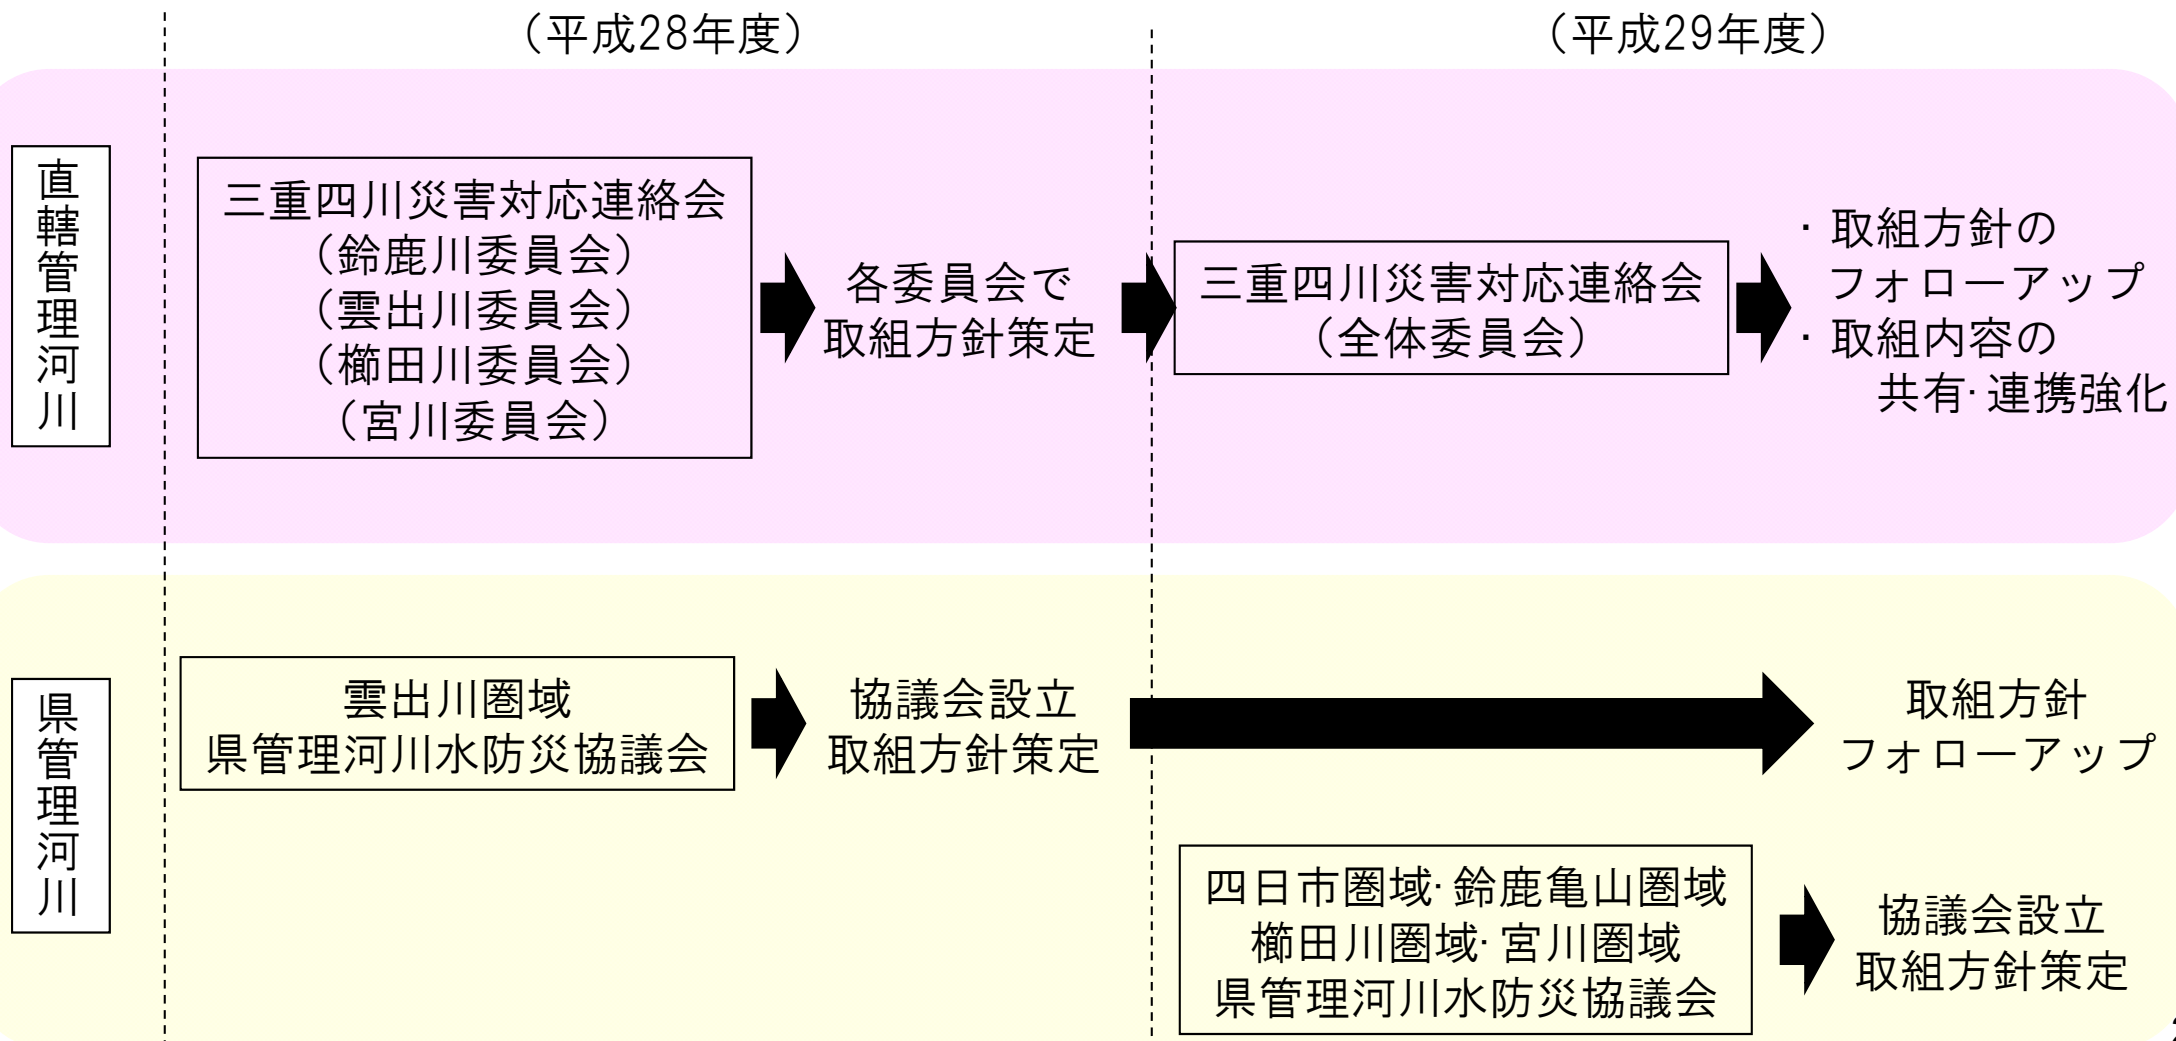 （平成28年度）
（平成29年度）
直轄管理河川
三重四川災害対応連絡会
（鈴鹿川委員会）
（雲出川委員会）
（櫛田川委員会）
（宮川委員会）
各委員会で
取組方針策定
三重四川災害対応連絡会
（全体委員会）
・取組方針の
フォローアップ
・取組内容の
共有・連携強化
県管理河川
雲出川圏域
県管理河川水防災協議会
協議会設立
取組方針策定
取組方針
フォローアップ
四日市圏域・鈴鹿亀山圏域
櫛田川圏域・宮川圏域
県管理河川水防災協議会
協議会設立
取組方針策定